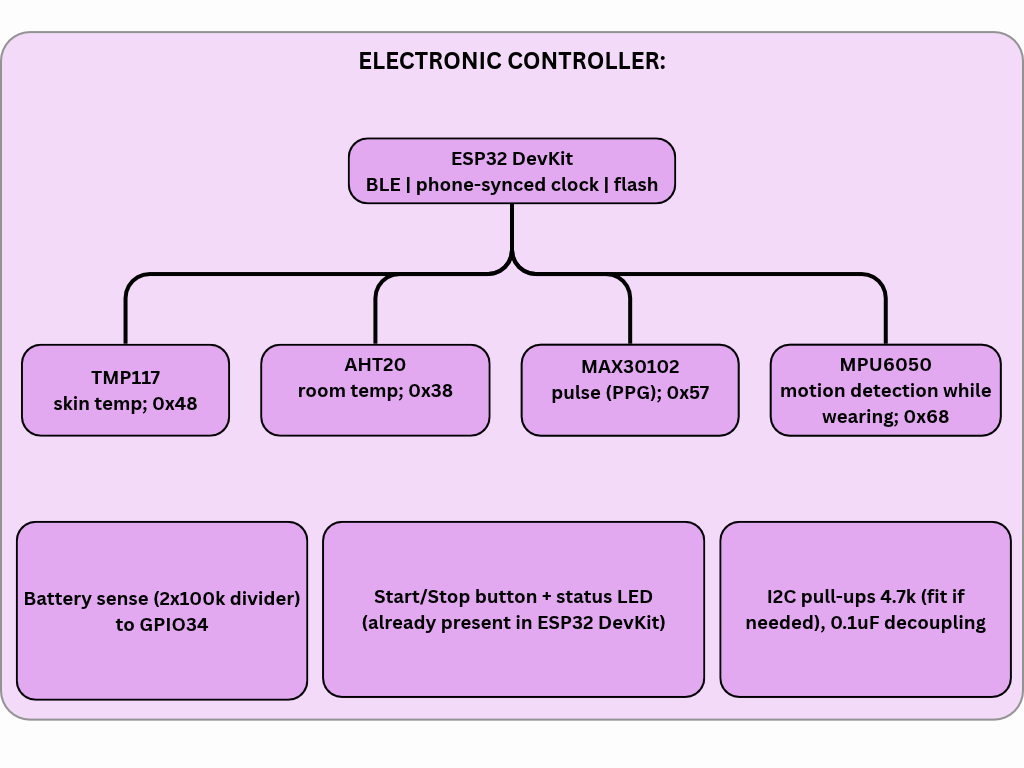 ELECTRONIC CONTROLLER:
ESP32 DevKit
BLE | phone-synced clock | flash
TMP117
skin temp; 0x48
AHT20
room temp; 0x38
MAX30102
pulse (PPG); 0x57
MPU6050
motion detection while
wearing; 0x68
Battery sense (2x100k divider)
to GPIO34
Start/Stop button + status LED
(already present in ESP32 DevKit)
I2C pull-ups 4.7k (fit if
needed), 0.1uF decoupling